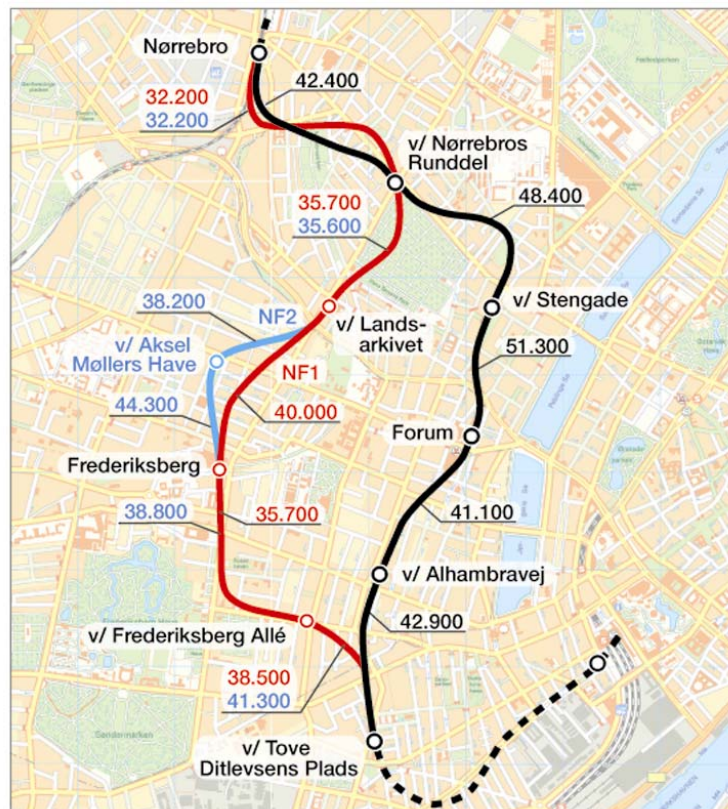 Nørrebro
42.400
32.200
32.200
v/ Nørrebros
Runddel
48.400
35.700
35.600
38.200
NF2
v/ Stengade
v/ Lands-
arkivet
v/ Aksel
Møllers Have
NF1
51.300
44.300
40.000
Forum
Frederiksberg
38.800
35.700
41.100
v/ Alhambravej
42.900
v/ Frederiksberg Allé
38.500
41.300
v/ Tove
Ditlevsens Plads